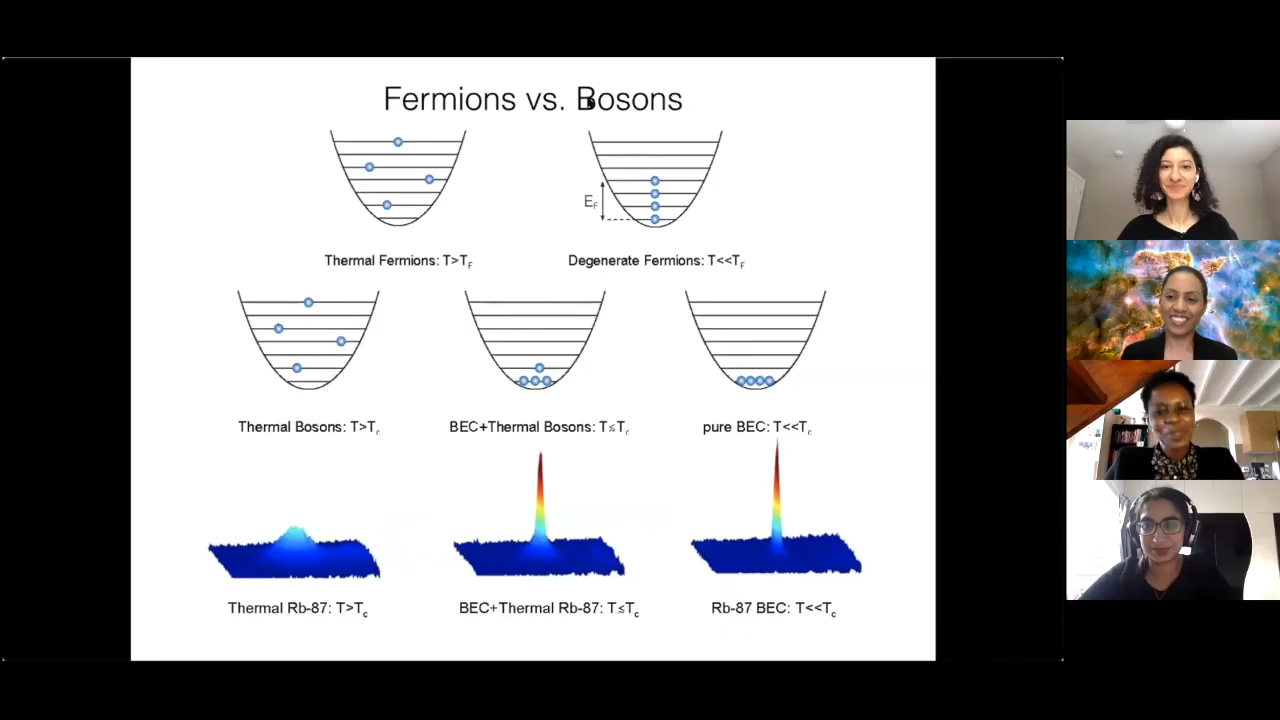 Fermions vs. Bosons
E_F
Thermal Fermions: T>T_F
Degenerate Fermions: T<<T_F
Thermal Bosons: T>T_c
BEC+Thermal Bosons: T≲T_c
pure BEC: T<<T_c
Thermal Rb-87: T>T_c
BEC+Thermal Rb-87: T≲T_c
Rb-87 BEC: T<<T_c